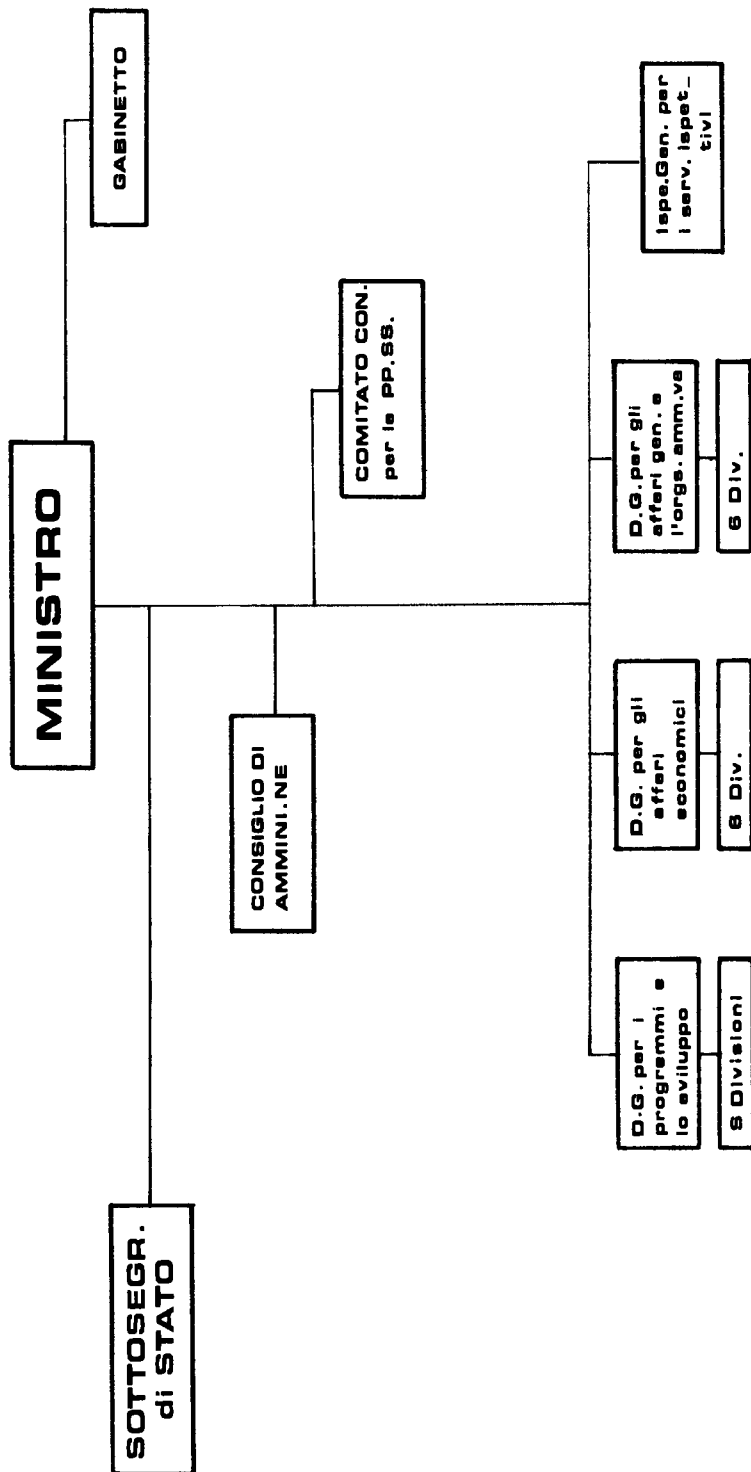 MINISTRO
GABINETTO
SOTTOSEGR.
di STATO
CONSIGLIO DI
AMMINI.NE
COMITATO CON.
per le PP.SS.
D.G. per i
programmi e
lo sviluppo
Divisioni
D.G. per gli
affari
economici
6 Div.
D.G. per gli
affari gen. e
l'orga. amm.va
6 Div.
Ispe.Gen. per
i serv. ispet_
tivi